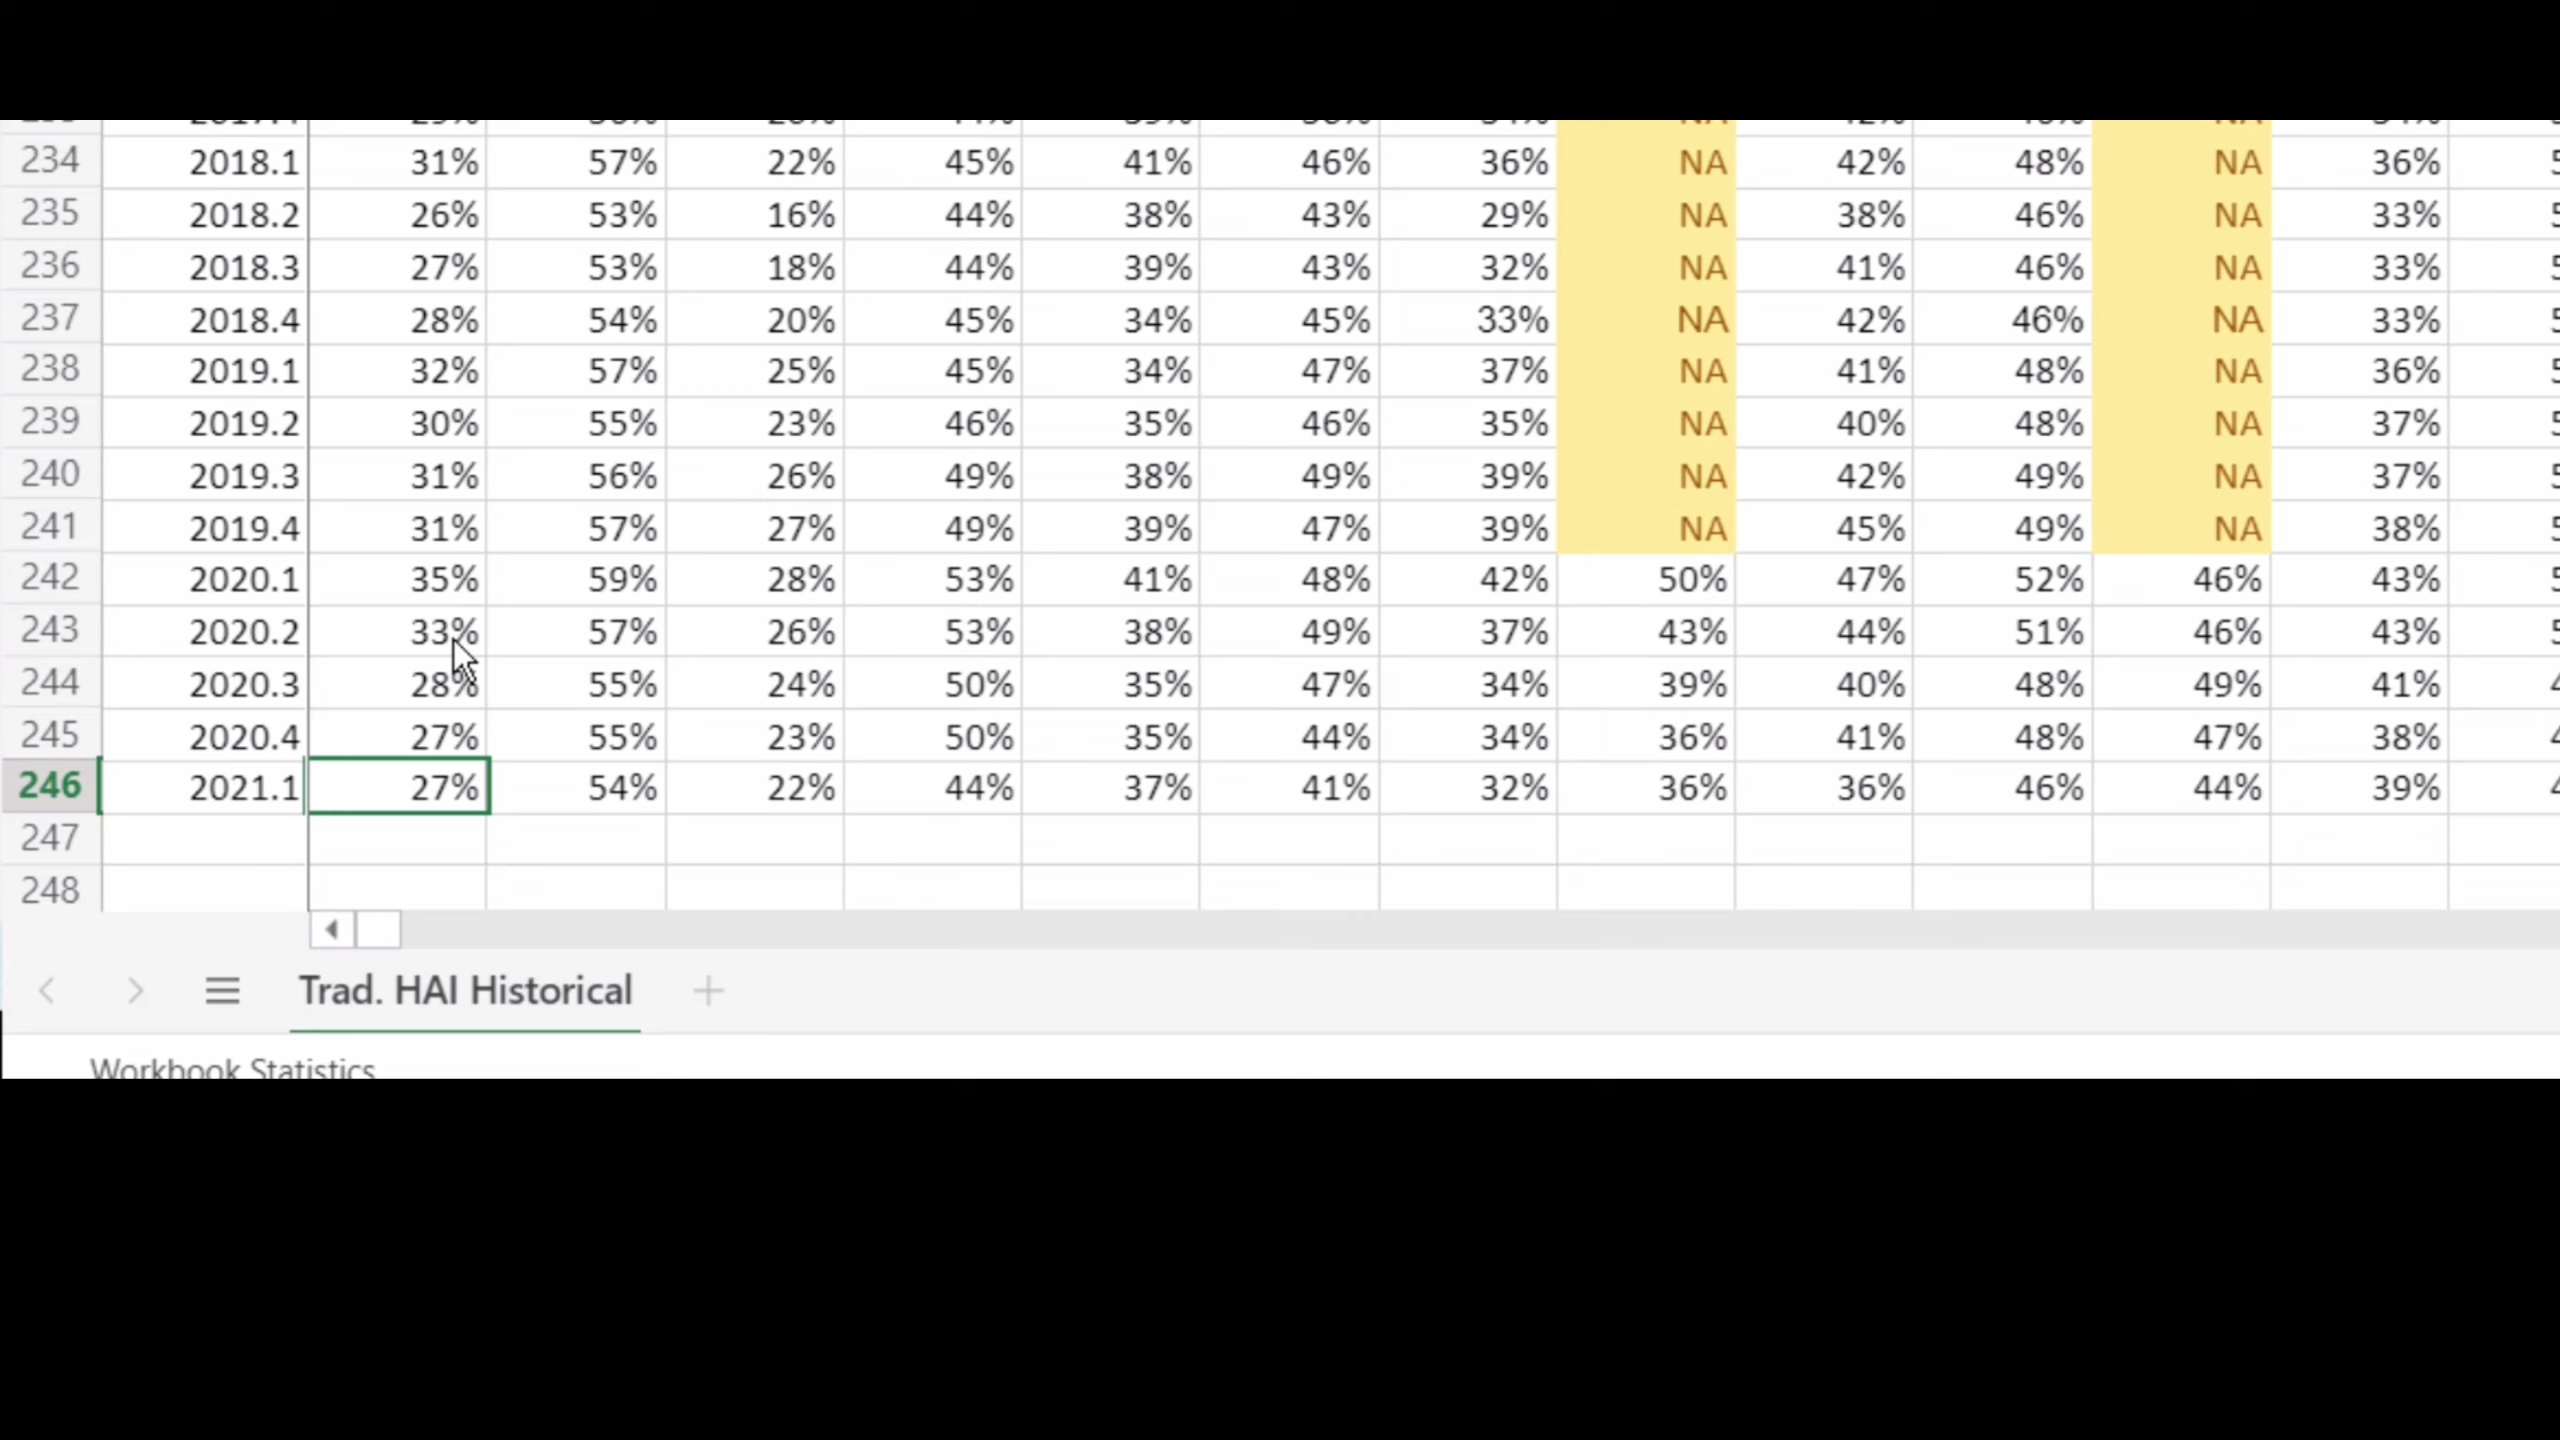 234 2018.1 31% 57% 22% 45% 41% 46% 36% NA 42% 48% NA 36%
235 2018.2 26% 53% 16% 44% 38% 43% 29% NA 38% 46% NA 33%
236 2018.3 27% 53% 18% 44% 39% 43% 32% NA 41% 46% NA 33%
237 2018.4 28% 54% 20% 45% 34% 45% 33% NA 42% 46% NA 33%
238 2019.1 32% 57% 25% 45% 34% 47% 37% NA 41% 48% NA 36%
239 2019.2 30% 55% 23% 46% 35% 46% 35% NA 40% 48% NA 37%
240 2019.3 31% 56% 26% 49% 38% 49% 39% NA 42% 49% NA 37%
241 2019.4 31% 57% 27% 49% 39% 47% 39% NA 45% 49% NA 38%
242 2020.1 35% 59% 28% 53% 41% 48% 42% 50% 47% 52% 46% 43%
243 2020.2 33% 57% 26% 53% 38% 49% 37% 43% 44% 51% 46% 43%
244 2020.3 28% 55% 24% 50% 35% 47% 34% 39% 40% 48% 49% 41%
245 2020.4 27% 55% 23% 50% 35% 44% 34% 36% 41% 48% 47% 38%
246 2021.1 27% 54% 22% 44% 37% 41% 32% 36% 36% 46% 44% 39%
247
248
Trad. HAI Historical
Workbook Statistics